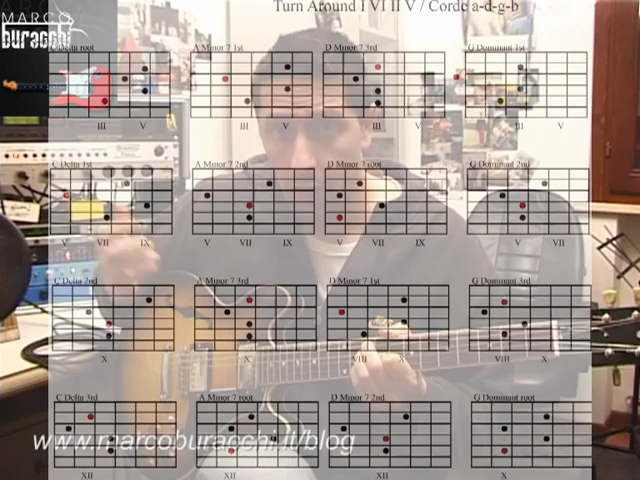 Turn Around I VI II V / Corde a-d-g-b
MARCO
buracchi
C Delta root A Minor 7 1st D Minor 7 3rd G Dominant 1st
III V III V III V III V
C Delta 1st A Minor 7 2nd D Minor 7 root G Dominant 2nd
V VII IX V VII IX V VII IX V VII
C Delta 2nd A Minor 7 3rd D Minor 7 1st G Dominant 3rd
X X VIII X VIII X
C Delta 3rd A Minor 7 root D Minor 7 2nd G Dominant root
www.marcoburacchi.it/blog
XII XII XII X